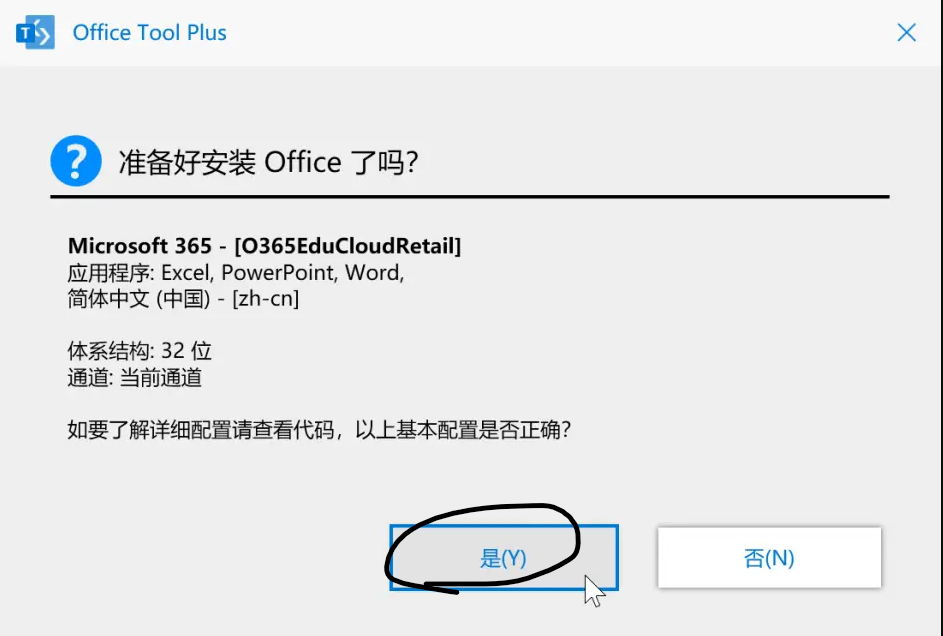 Office Tool Plus
准备好安装 Office 了吗?
Microsoft 365 - [O365EduCloudRetail]
应用程序: Excel, PowerPoint, Word,
简体中文 (中国) - [zh-cn]
体系结构: 32 位
通道: 当前通道
如要了解详细配置请查看代码，以上基本配置是否正确?
是(Y)
否(N)